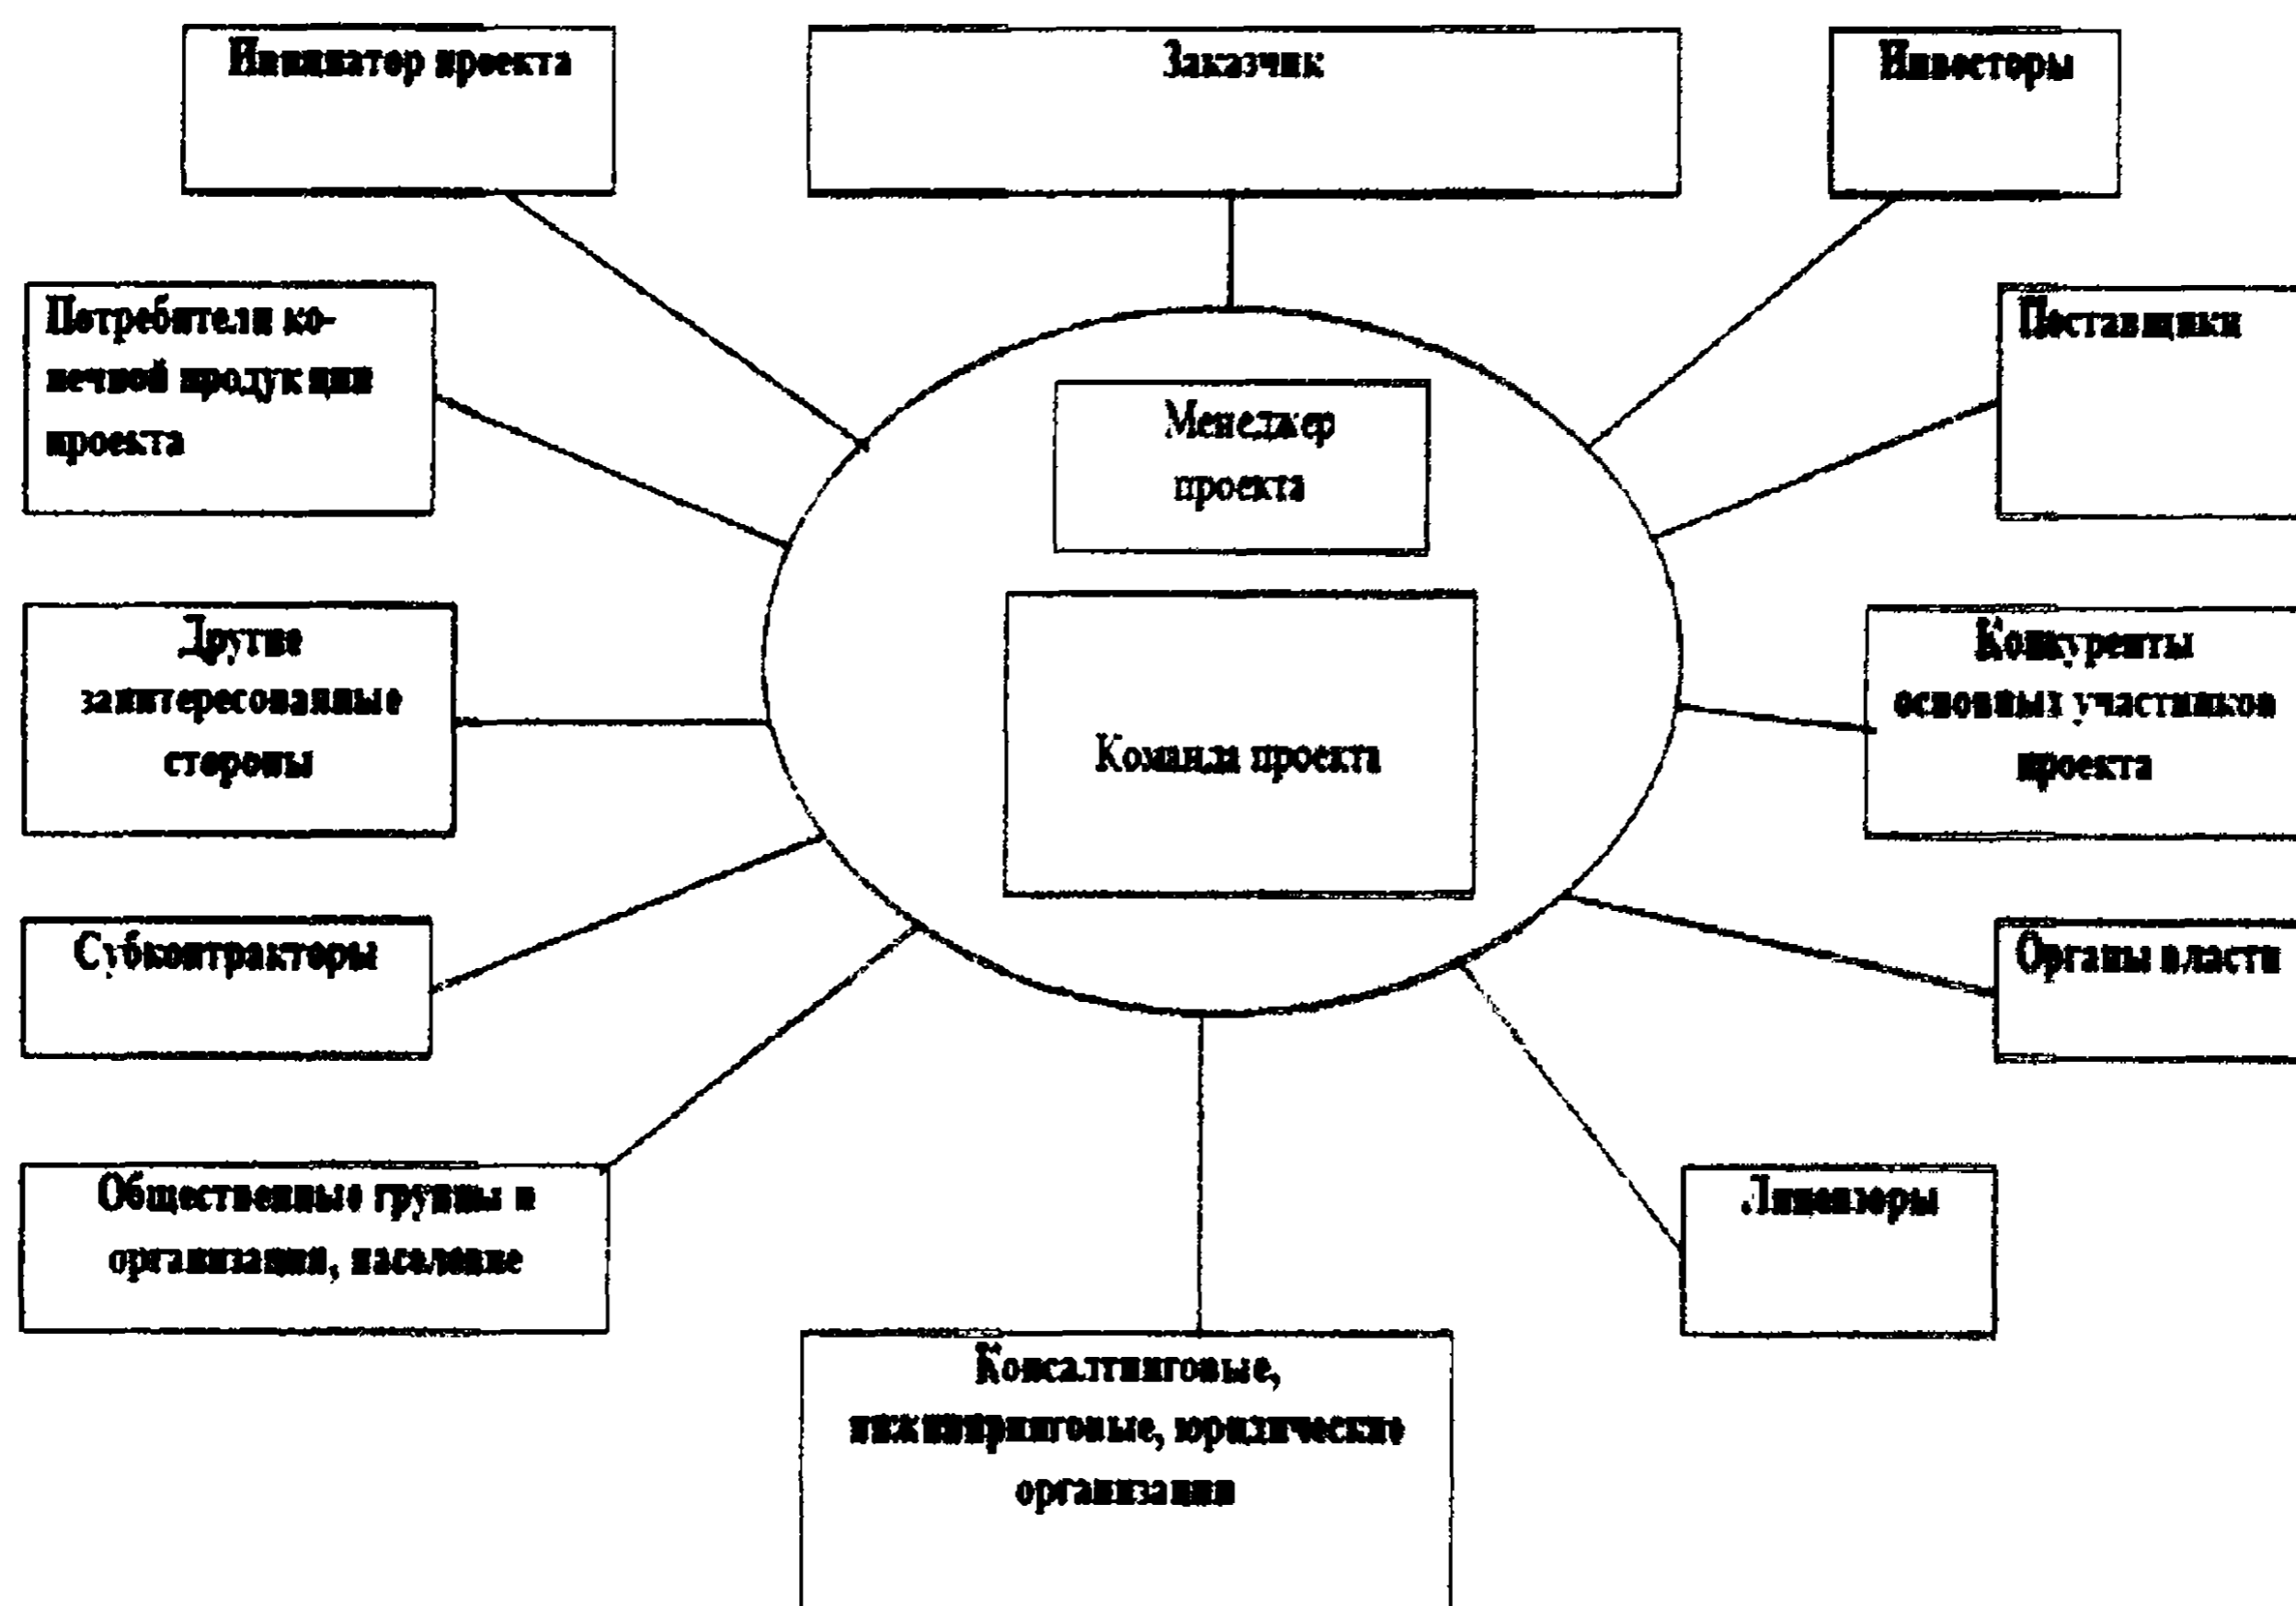 Инициатор проекта
Заказчик
Инвесторы
Потребители ко-
нечной продукции
проекта
Поставщики
Менеджер
проекта
Другие
заинтересованные
стороны
Конкуренты
основных участников
проекта
Команда проекта
Субконтракторы
Органы власти
Общественные группы и
организации, население
Лицензоры
Консалтинговые,
инжиниринговые, юридические
организации